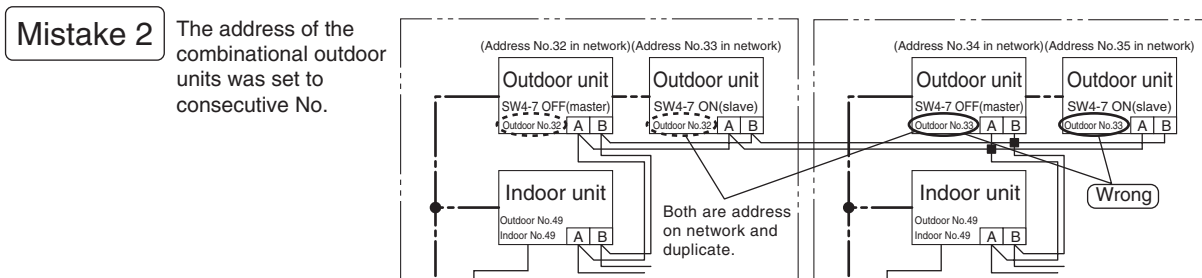 Mistake 2
The address of the
combinational outdoor
units was set to
consecutive No.
(Address No.32 in network)(Address No.33 in network)
Outdoor unit
SW4-7 OFF(master)
Outdoor No.32 A B
Outdoor unit
SW4-7 ON(slave)
Outdoor No.32 A B
Indoor unit
Outdoor No.49
Indoor No.49 A B
Both are address
on network and
duplicate.
(Address No.34 in network)(Address No.35 in network)
Outdoor unit
SW4-7 OFF(master)
Outdoor No.33 A B
Outdoor unit
SW4-7 ON(slave)
Outdoor No.33 A B
Indoor unit
Outdoor No.49
Indoor No.49 A B
Wrong